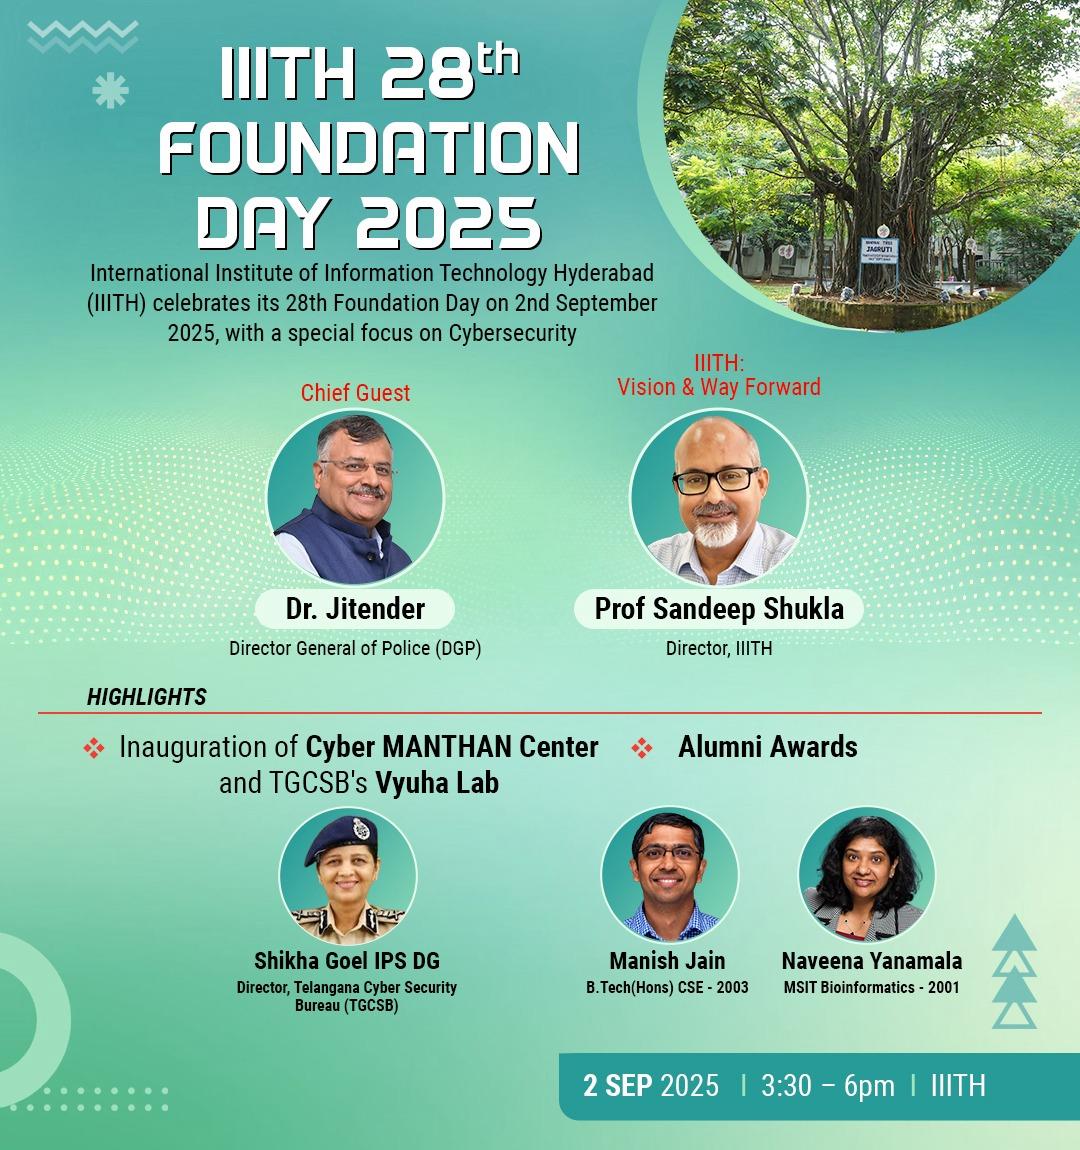 IIITH 28th
FOUNDATION
DAY 2025
International Institute of Information Technology Hyderabad
(IIITH) celebrates its 28th Foundation Day on 2nd September
2025, with a special focus on Cybersecurity
BANYAN TREE
JAGRUTI
Chief Guest
IIITH:
Vision & Way Forward
Dr. Jitender
Director General of Police (DGP)
Prof Sandeep Shukla
Director, IIITH
HIGHLIGHTS
Inauguration of Cyber MANTHAN Center
and TGCSB's Vyuha Lab
Alumni Awards
Shikha Goel IPS DG
Director, Telangana Cyber Security
Bureau (TGCSB)
Manish Jain
B.Tech(Hons) CSE - 2003
Naveena Yanamala
MSIT Bioinformatics - 2001
2 SEP 2025 I 3:30 – 6pm I IIITH